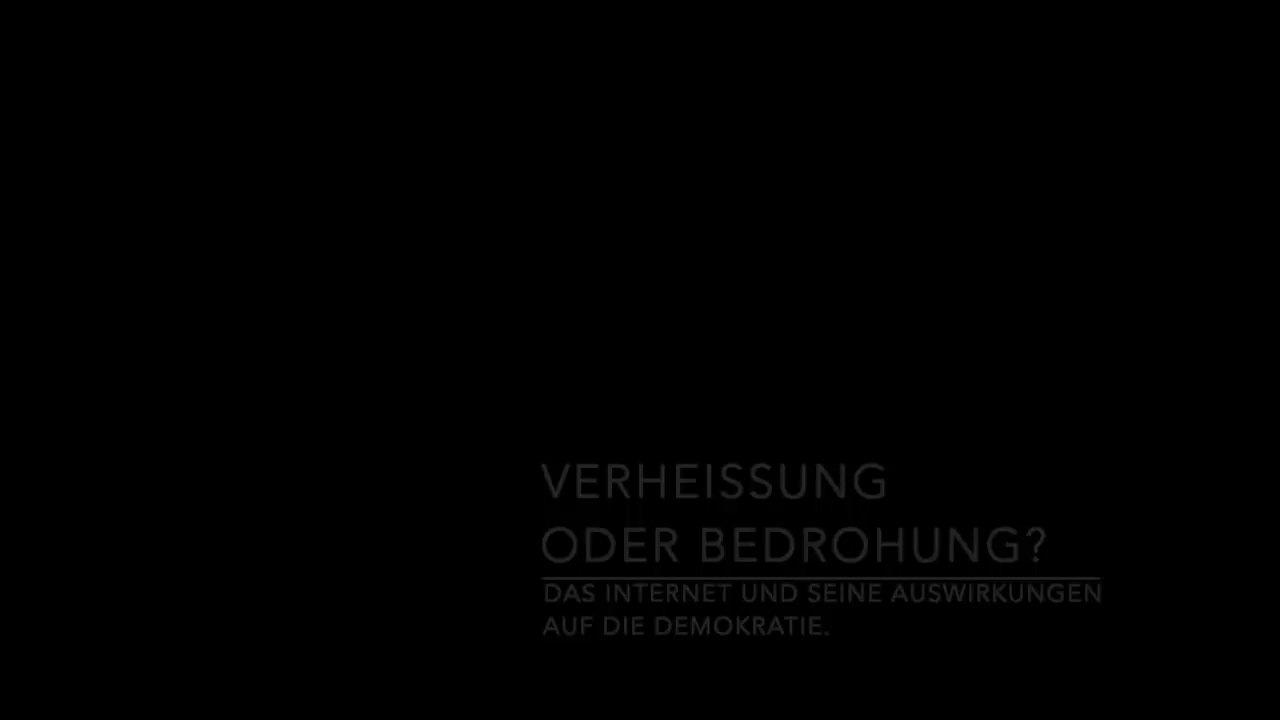 VERHEISSUNG
ODER BEDROHUNG?
DAS INTERNET UND SEINE AUSWIRKUNGEN
AUF DIE DEMOKRATIE.